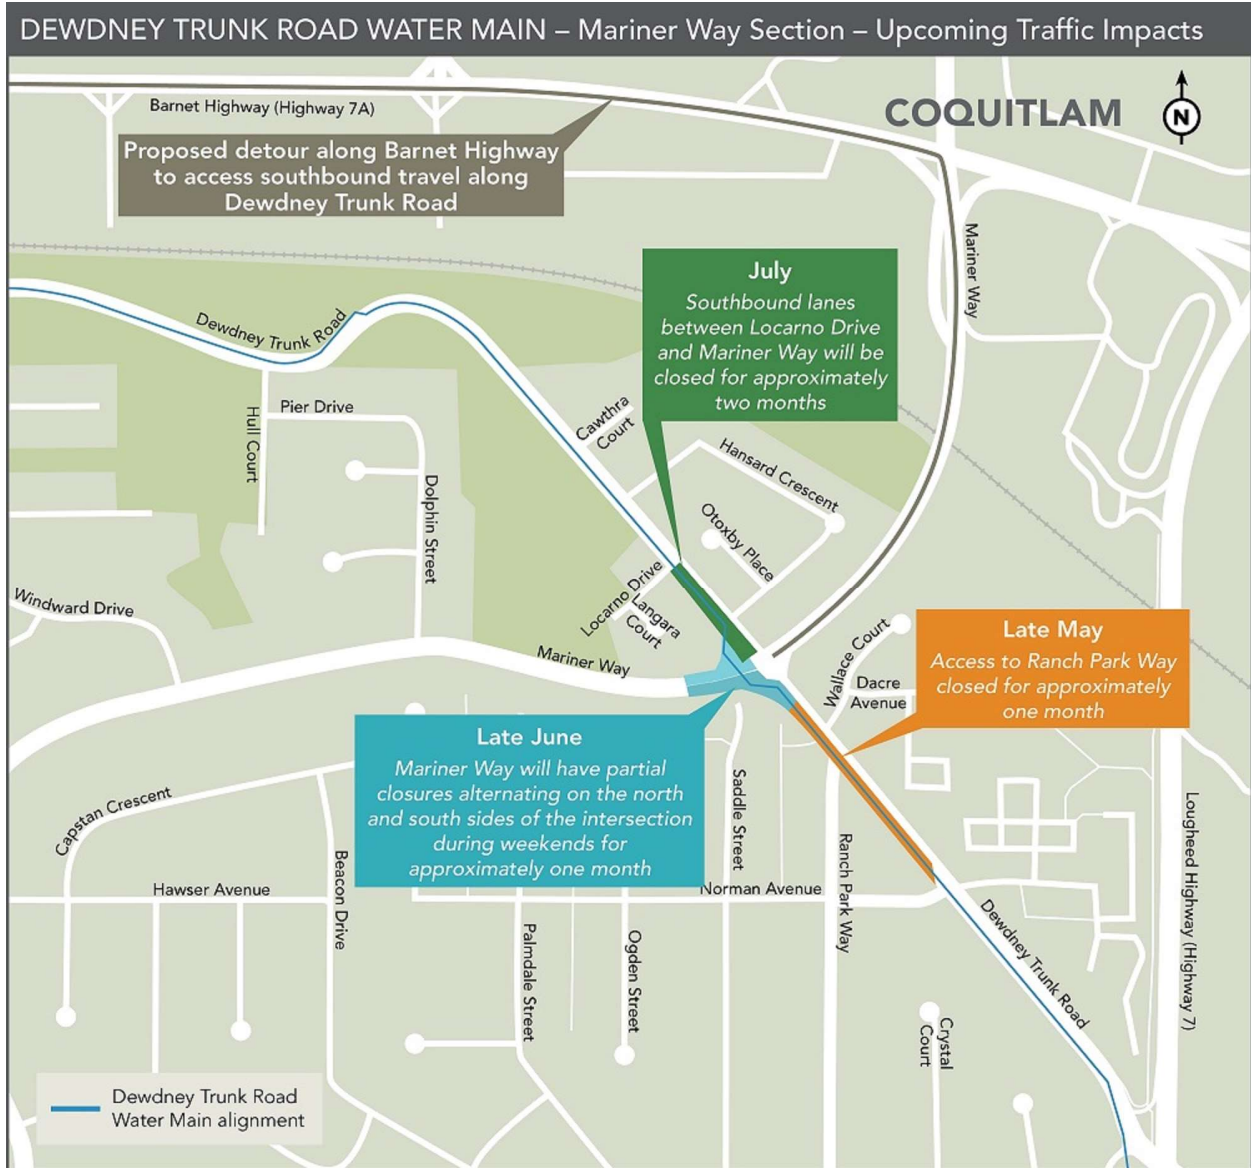 DEWDNEY TRUNK ROAD WATER MAIN – Mariner Way Section – Upcoming Traffic Impacts
Barnet Highway (Highway 7A)
COQUITLAM
N
Proposed detour along Barnet Highway
to access southbound travel along
Dewdney Trunk Road
Mariner Way
July
Southbound lanes
between Locarno Drive
and Mariner Way will be
closed for approximately
two months
Dewdney Trunk Road
Pier Drive
Hull Court
Cawthra
Court
Hansard Crescent
Dolphin Street
Otoxby Place
Locarno Drive
Langara
Court
Windward Drive
Mariner Way
Wallace Court
Dacre
Avenue
Late May
Access to Ranch Park Way
closed for approximately
one month
Late June
Mariner Way will have partial
closures alternating on the north
and south sides of the intersection
during weekends for
approximately one month
Capstan Crescent
Saddle Street
Lougheed Highway (Highway 7)
Beacon Drive
Ranch Park Way
Hawser Avenue
Norman Avenue
Palmdale Street
Ogden Street
Dewdney Trunk Road
Crystal
Court
Dewdney Trunk Road
Water Main alignment